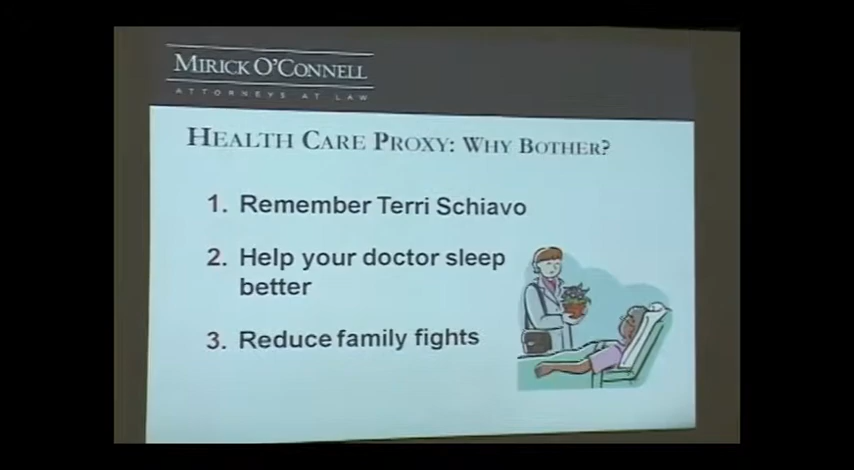 MIRICK O'CONNELL
ATTORNEYS AT LAW
HEALTH CARE PROXY: WHY BOTHER?
1. Remember Terri Schiavo
2. Help your doctor sleep
better
3. Reduce family fights